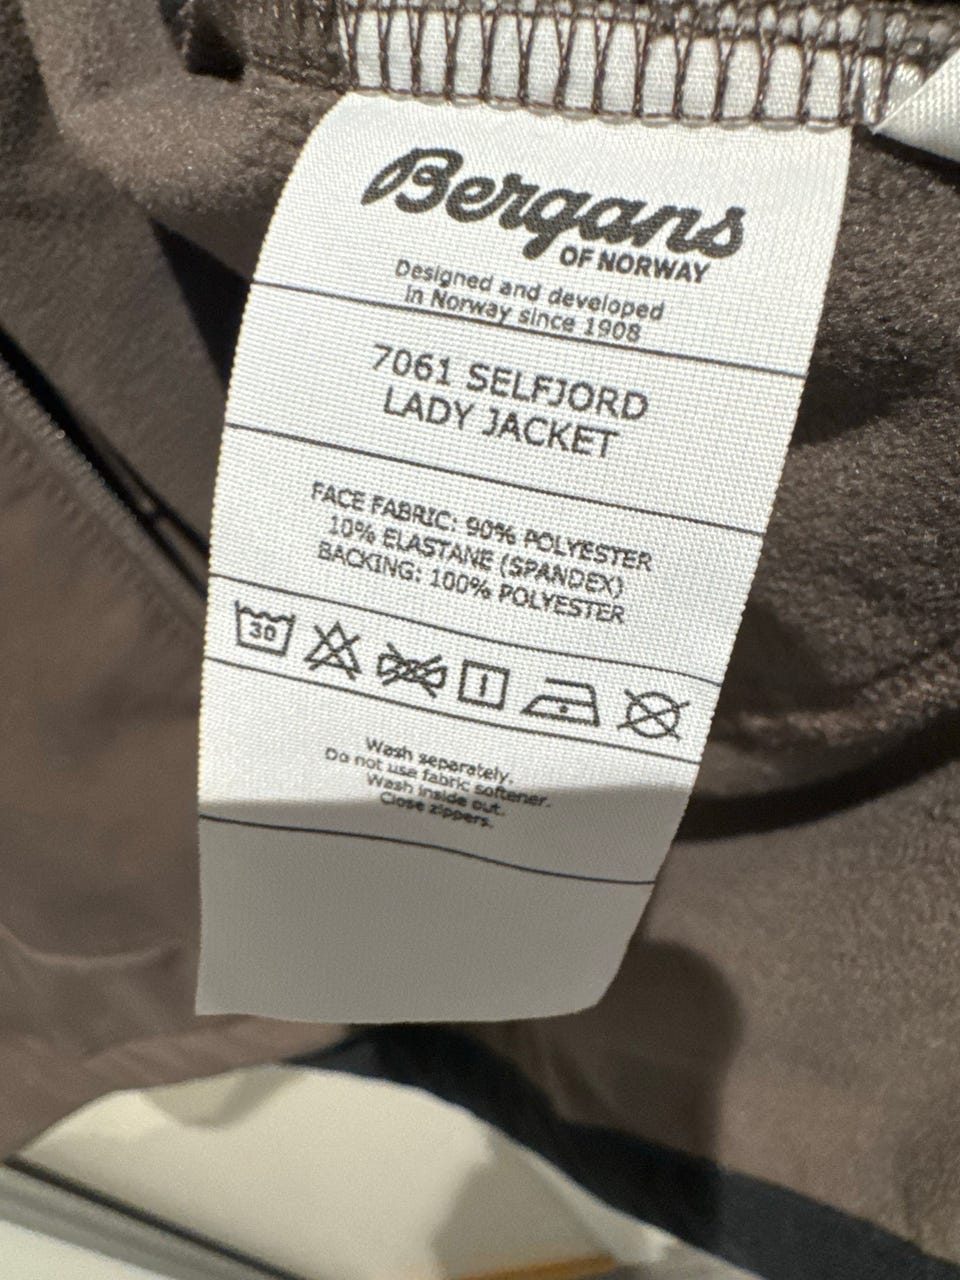 Bergans
OF NORWAY
Designed and developed
in Norway since 1908
7061 SELFJORD
LADY JACKET
FACE FABRIC: 90% POLYESTER
10% ELASTANE (SPANDEX)
BACKING: 100% POLYESTER
30
Wash separately.
Do not use fabric softener.
Wash inside out.
Close zippers.